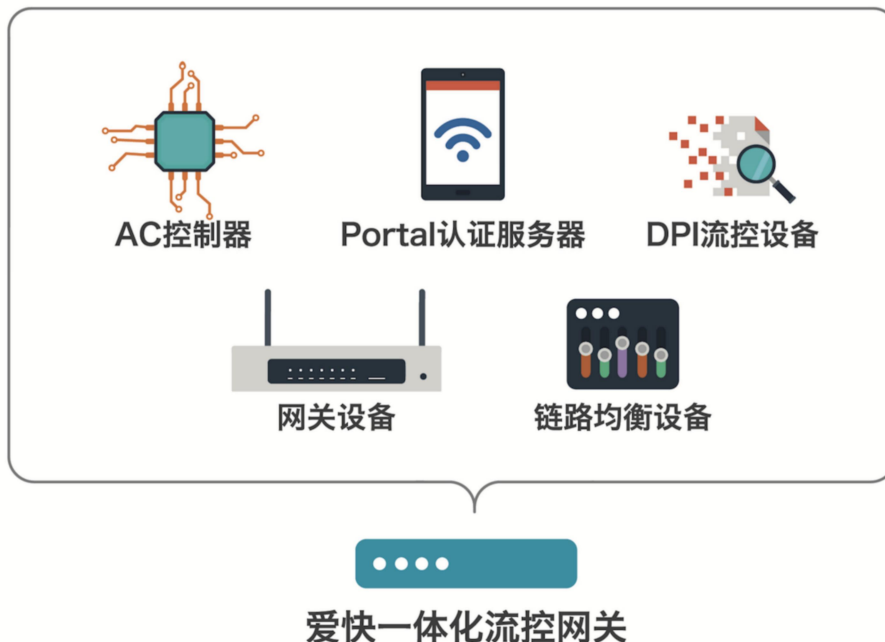 AC控制器
Portal认证服务器
DPI流控设备
网关设备
链路均衡设备
爱快一体化流控网关